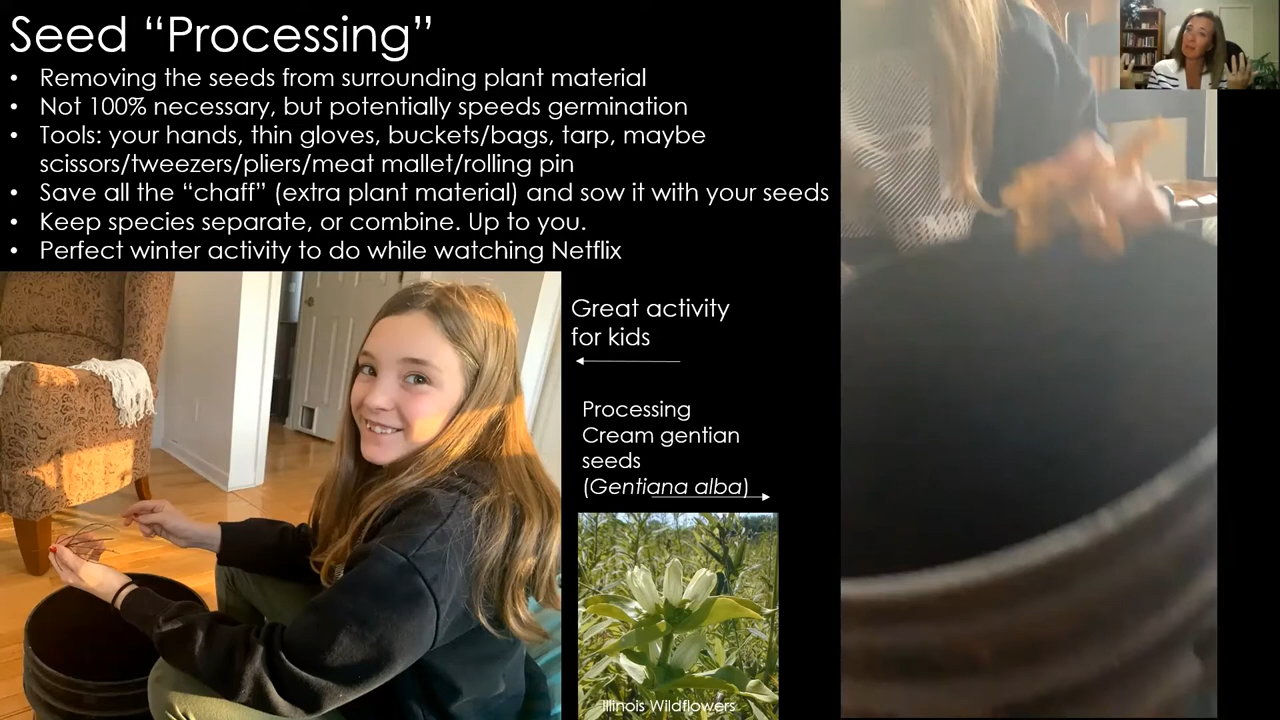 Seed “Processing”
• Removing the seeds from surrounding plant material
• Not 100% necessary, but potentially speeds germination
• Tools: your hands, thin gloves, buckets/bags, tarp, maybe
scissors/tweezers/pliers/meat mallet/rolling pin
• Save all the “chaff” (extra plant material) and sow it with your seeds
• Keep species separate, or combine. Up to you.
• Perfect winter activity to do while watching Netflix
Great activity
for kids
Processing
Cream gentian
seeds
(Gentiana alba)
Illinois Wildflowers